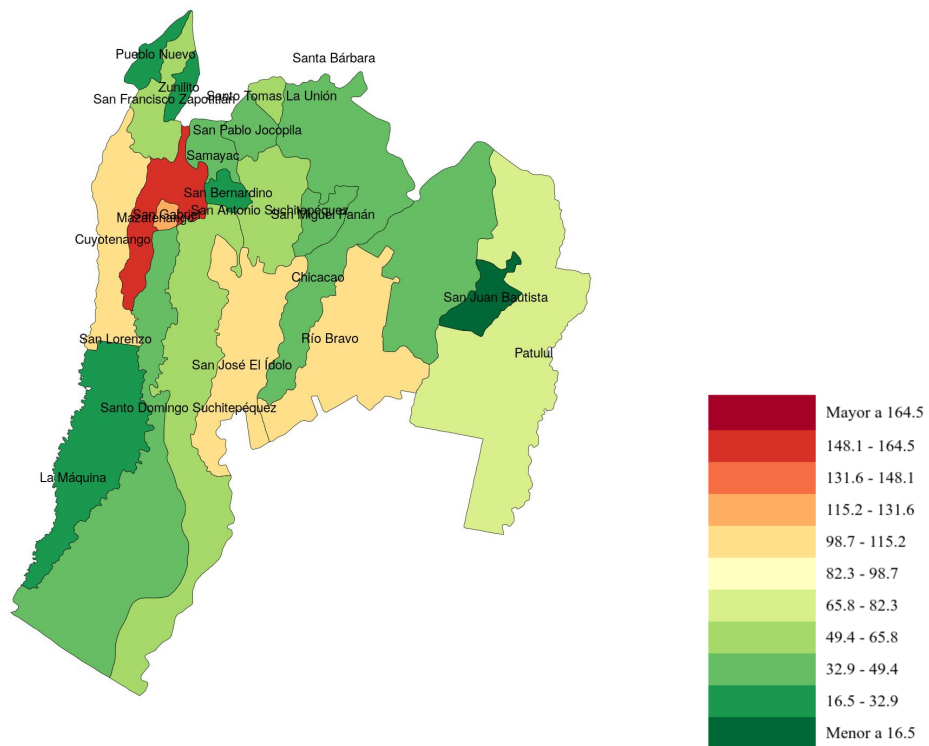 Pueblo Nuevo
Santa Bárbara
Zunilito
San Francisco Zapotitlán
Santo Tomas La Unión
San Pablo Jocopila
Samayac
San Bernardino
San Antonio Suchitepéquez
San Miguel Panán
San Gabriel
Mazatenango
Cuyotenango
Chicacao
San Juan Bautista
San Lorenzo
Río Bravo
Patulul
San José El Ídolo
Santo Domingo Suchitepéquez
La Máquina
Mayor a 164.5
148.1 - 164.5
131.6 - 148.1
115.2 - 131.6
98.7 - 115.2
82.3 - 98.7
65.8 - 82.3
49.4 - 65.8
32.9 - 49.4
16.5 - 32.9
Menor a 16.5